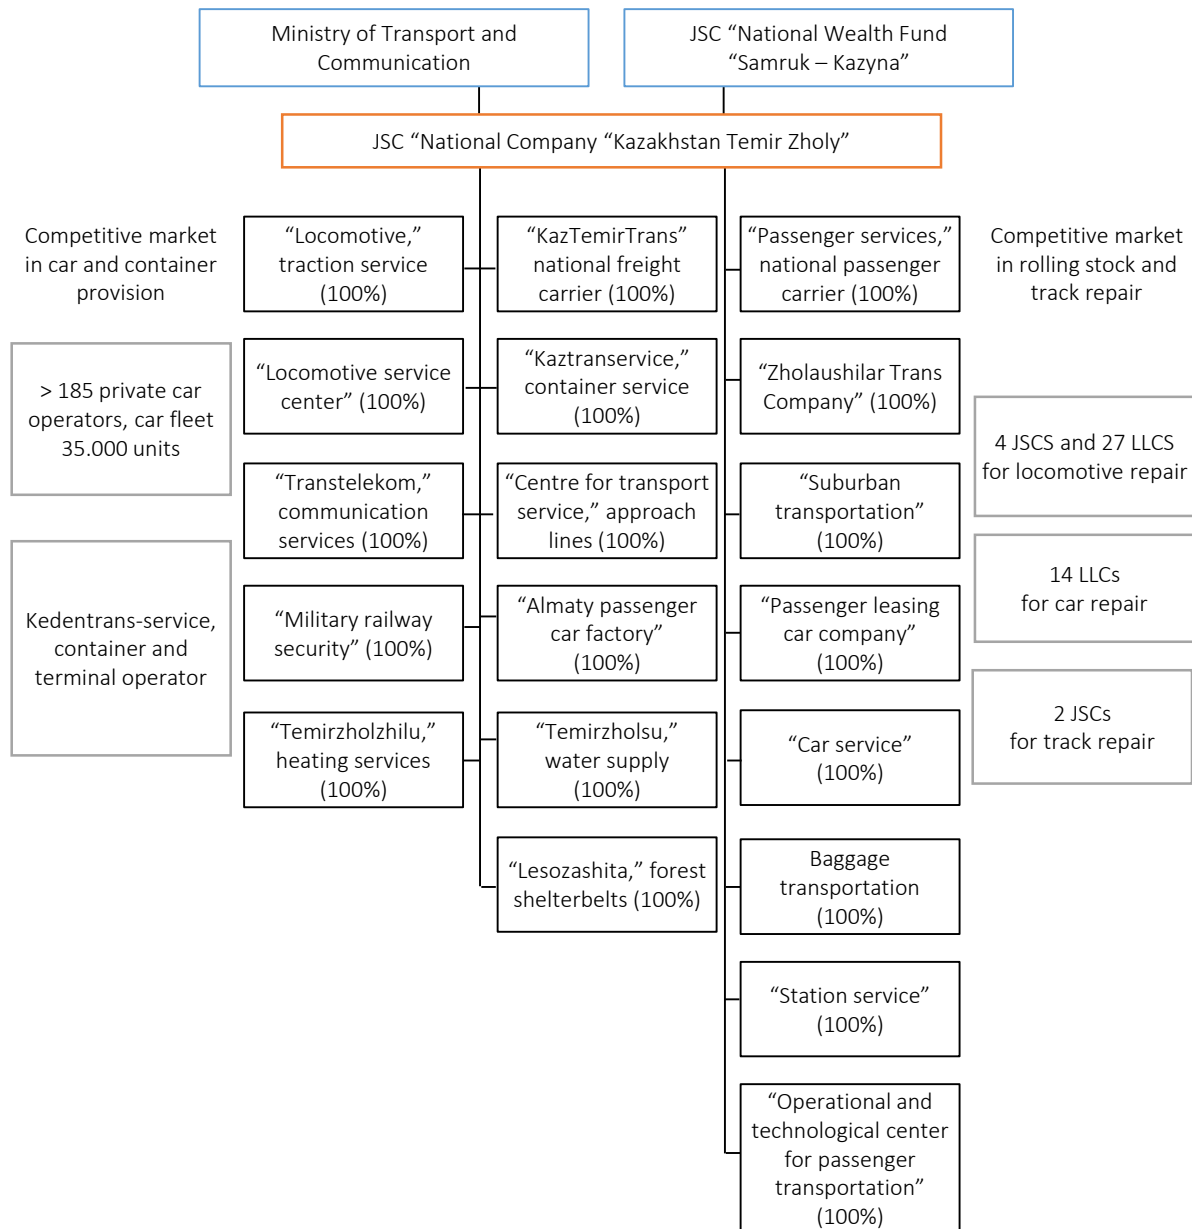 Ministry of Transport and
Communication
JSC “National Wealth Fund
“Samruk – Kazyna”
JSC “National Company “Kazakhstan Temir Zholy”
Competitive market
in car and container
provision
> 185 private car
operators, car fleet
35.000 units
Kedentrans-service,
container and
terminal operator
“Locomotive,”
traction service
(100%)
“Locomotive service
center” (100%)
“Transtelekom,”
communication
services (100%)
“Military railway
security” (100%)
“Temirzholzhilu,”
heating services
(100%)
“KazTemirTrans”
national freight
carrier (100%)
“Kaztranservice,”
container service
(100%)
“Centre for transport
service,” approach
lines (100%)
“Almaty passenger
car factory”
(100%)
“Temirzholsu,”
water supply
(100%)
“Lesozashita,” forest
shelterbelts (100%)
“Passenger services,”
national passenger
carrier (100%)
“Zholaushilar Trans
Company” (100%)
“Suburban
transportation”
(100%)
“Passenger leasing
car company”
(100%)
“Car service”
(100%)
Baggage
transportation
(100%)
“Station service”
(100%)
“Operational and
technological center
for passenger
transportation”
(100%)
Competitive market
in rolling stock and
track repair
4 JSCS and 27 LLCS
for locomotive repair
14 LLCs
for car repair
2 JSCs
for track repair